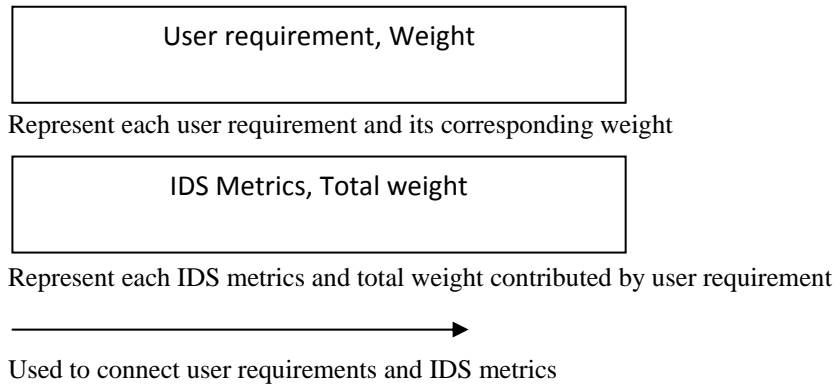 User requirement, Weight
Represent each user requirement and its corresponding weight
IDS Metrics, Total weight
Represent each IDS metrics and total weight contributed by user requirement
Used to connect user requirements and IDS metrics